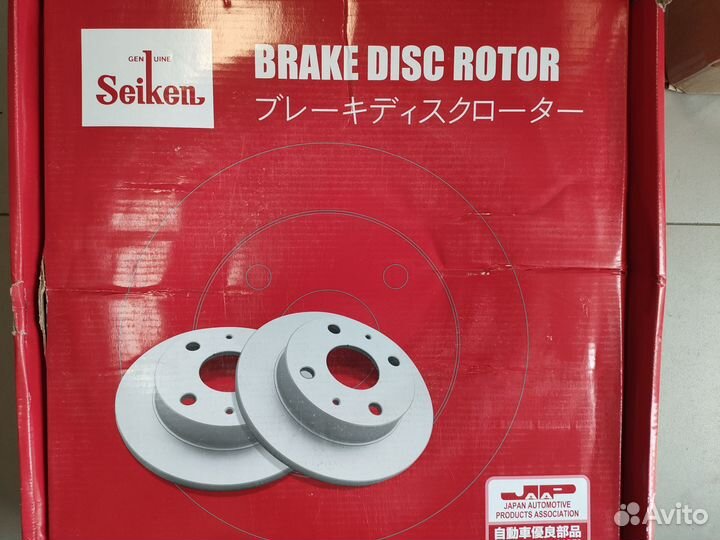 GENUINE
Seiken
BRAKE DISC ROTOR
ブレーキディスクローター
JAPA
JAPAN AUTOMOTIVE
PRODUCTS ASSOCIATION
自動車優良部品
Avito